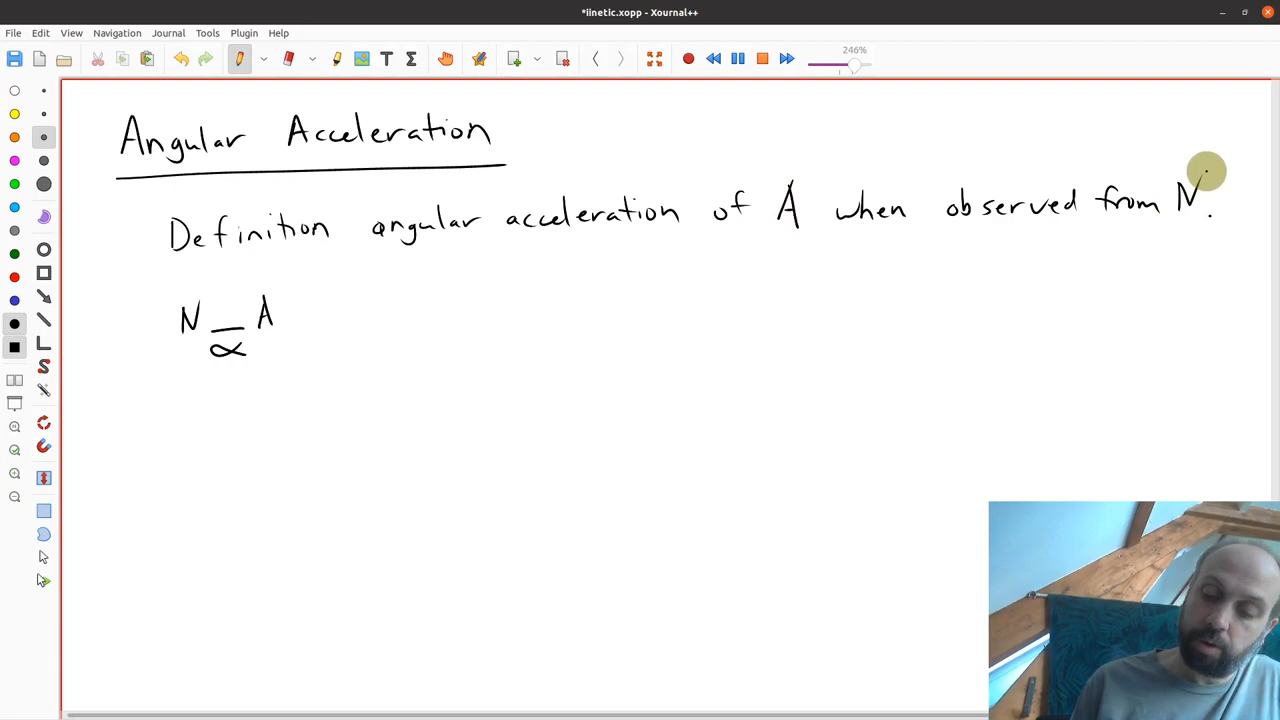 *iinetic.xopp - Xournal++
File Edit View Navigation Journal Tools Plugin Help
246%
Angular Acceleration
Definition angular acceleration of A when observed from N.
N α A